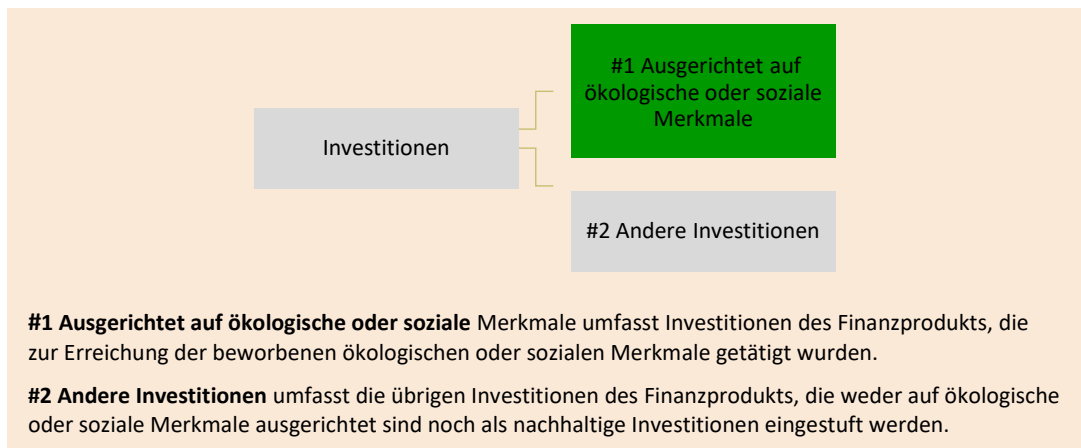 #1 Ausgerichtet auf
ökologische oder soziale
Merkmale
Investitionen
#2 Andere Investitionen
#1 Ausgerichtet auf ökologische oder soziale Merkmale umfasst Investitionen des Finanzprodukts, die
zur Erreichung der beworbenen ökologischen oder sozialen Merkmale getätigt wurden.
#2 Andere Investitionen umfasst die übrigen Investitionen des Finanzprodukts, die weder auf ökologische
oder soziale Merkmale ausgerichtet sind noch als nachhaltige Investitionen eingestuft werden.